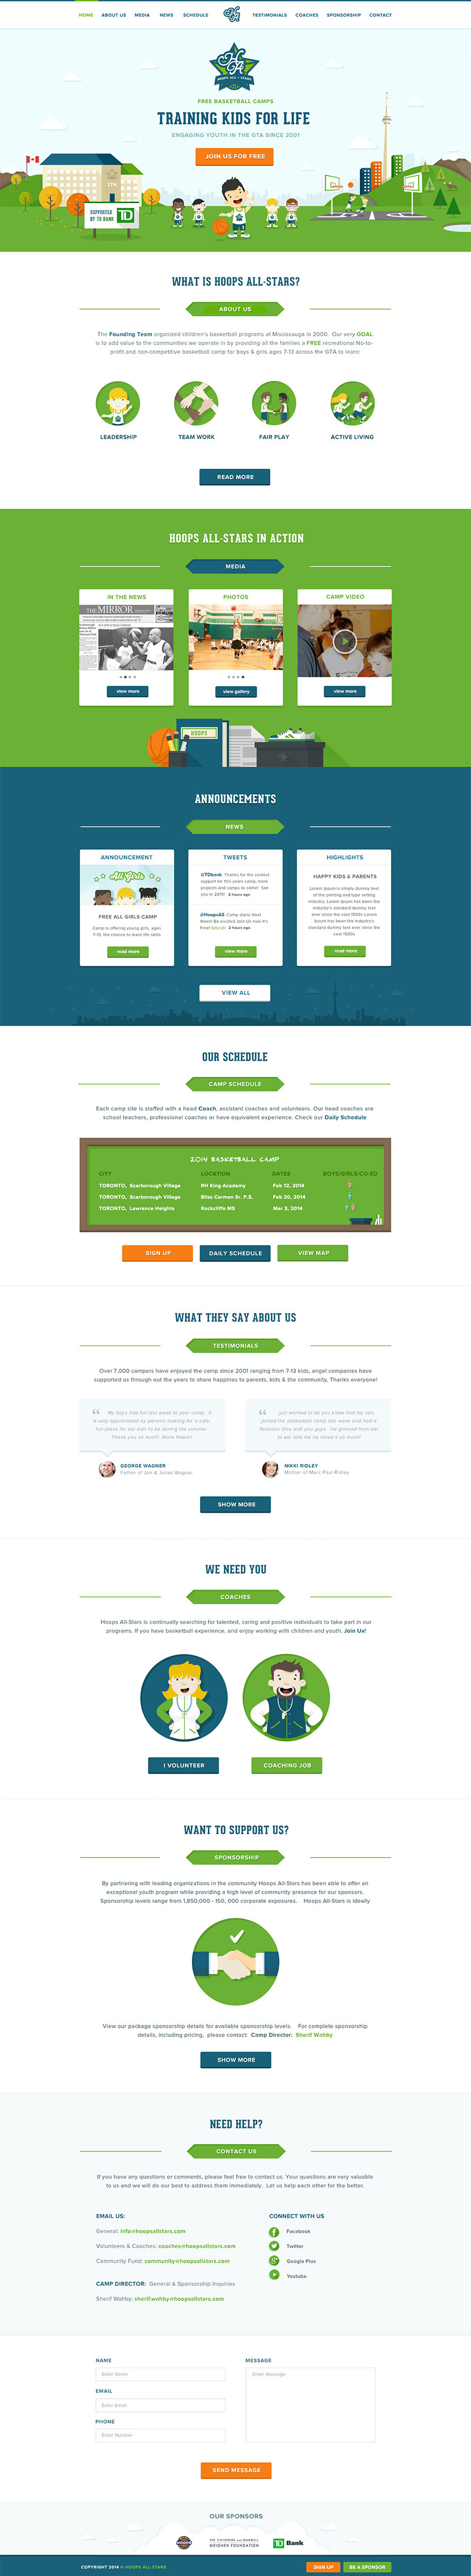 HOME ABOUT US MEDIA NEWS SCHEDULE TESTIMONIALS COACHES SPONSORSHIP CONTACT
HOOPS ALL-STARS
FREE BASKETBALL CAMPS
TRAINING KIDS FOR LIFE
ENGAGING YOUTH IN THE GTA SINCE 2001
JOIN US FOR FREE
GYM
SUPPORTED
BY TD BANK
TD
WHAT IS HOOPS ALL-STARS?
ABOUT US
The Founding Team organized children's basketball programs at Mississauga in 2000. Our very GOAL
is to add value to the communities we operate in by providing all the families a FREE recreational No-to-
profit and non-competitive basketball camp for boys & girls ages 7-13 across the GTA to learn:
LEADERSHIP
TEAM WORK
FAIR PLAY
ACTIVE LIVING
READ MORE
HOOPS ALL-STARS IN ACTION
MEDIA
IN THE NEWS
THE MIRROR
view more
PHOTOS
view gallery
CAMP VIDEO
view more
HOOPS
ANNOUNCEMENTS
NEWS
ANNOUNCEMENT
All Girls
FREE ALL GIRLS CAMP
Camp is offering young girls, ages
7-12, the chance to learn life skills
read more
TWEETS
@TDbank Thanks for the coolest
support for this years camp, more
projects and camps to come! See
you in 2015! 2 hours ago
@HoopsAS Camp starts Next
Week! Be excited Join Us now it's
Free! 2 hours ago
view more
HIGHLIGHTS
HAPPY KIDS & PARENTS
Lorem Ipsum is simply dummy text
of the printing and type setting
industry. Lorem Ipsum has been the
industry's standard dummy text
ever since the cool 1500s Lorem
Ipsum has been the industry's
standard dummy text ever since the
cool 1500s
read more
VIEW ALL
OUR SCHEDULE
CAMP SCHEDULE
Each camp site is staffed with a head Coach, assistant coaches and volunteers. Our head coaches are
school teachers, professional coaches or have equivalent experience. Check our Daily Schedule
2014 BASKETBALL CAMP
CITY LOCATION DATES BOYS/GIRLS/CO-ED
TORONTO, Scarborough Village RH King Academy Feb 12, 2014
TORONTO, Scarborough Village Bliss Carmen Sr. P.S. Feb 20, 2014
TORONTO, Lawrence Heights Rockcliffe MS Mar 3, 2014
SIGN UP
DAILY SCHEDULE
VIEW MAP
WHAT THEY SAY ABOUT US
TESTIMONIALS
Over 7,000 campers have enjoyed the camp since 2001 ranging from 7-13 kids, angel companies have
supported us through out the years to share happines to parents, kids & the community. Thanks everyone!
My boys had fun last week at your camp. It
is very appreciated by parents looking for a safe,
fun place for our kids to be during the summer.
Thank you so much! More Power!
GEORGE WAGNER
Father of Jon & Jonas Wagner
just wanted to let you know that my son,
joined the basketball camp last week and had a
fantastic time with you guys. He grinned from ear
to ear told me he loved it so much!
NIKKI RIDLEY
Mother of Marc Paul Ridley
SHOW MORE
WE NEED YOU
COACHES
Hoops All-Stars is continually searching for talented, caring and positive individuals to take part in our
programs. If you have basketball experience, and enjoy working with children and youth, Join Us!
I VOLUNTEER
COACHING JOB
WANT TO SUPPORT US?
SPONSORSHIP
By partnering with leading organizations in the community Hoops All-Stars has been able to offer an
exceptional youth program while providing a high level of community presence for our sponsors.
Sponsorship levels range from 1,850,000 - 150, 000 corporate exposures. Hoops All-Stars is ideally
View our package sponsorship details for available sponsorship levels. For complete sponsorship
details, including pricing, please contact: Camp Director: Sherif Wahby
SHOW MORE
NEED HELP?
CONTACT US
If you have any questions or comments, please feel free to contact us. Your questions are very valuable
to us and we will do our best to address them immediately. Let us help each other for the better.
EMAIL US:
General: info@hoopsallstars.com
Volunteers & Coaches: coaches@hoopsallstars.com
Community Fund: community@hoopsallstars.com
CAMP DIRECTOR: General & Sponsorship Inquiries
Sherif Wahby: sherif.wahby@hoopsallstars.com
CONNECT WITH US
Facebook
Twitter
Google Plus
Youtube
NAME
Enter Name
EMAIL
Enter Email
PHONE
Enter Number
MESSAGE
Enter Message
SEND MESSAGE
OUR SPONSORS
HOOPS
THE CATHERINE AND MAXWELL
MEIGHEN FOUNDATION
TD Bank
COPYRIGHT 2014 © HOOPS ALL-STARS
SIGN UP
BE A SPONSOR